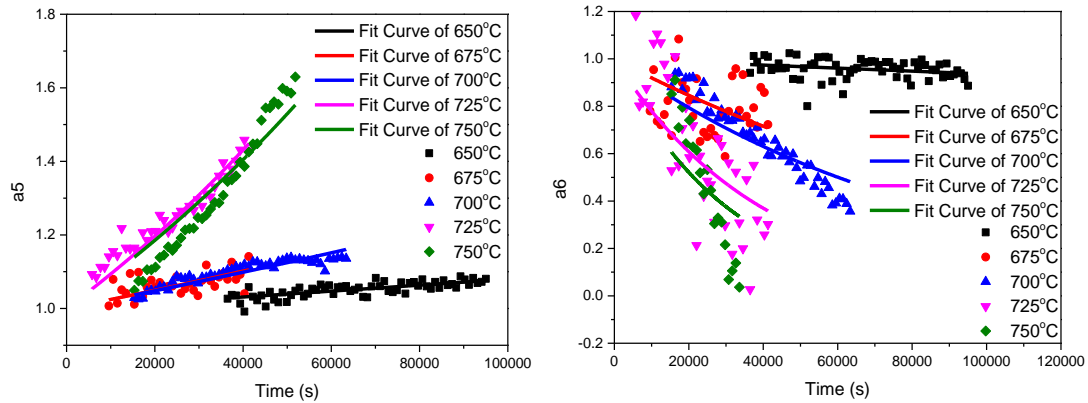 1.8
1.6
1.4
1.2
1.0
a5
0
20000
40000
60000
80000
100000
Time (s)
Fit Curve of 650°C
Fit Curve of 675°C
Fit Curve of 700°C
Fit Curve of 725°C
Fit Curve of 750°C
650°C
675°C
700°C
725°C
750°C
1.2
1.0
0.8
0.6
0.4
0.2
0.0
-0.2
a6
0
20000
40000
60000
80000
100000
120000
Time (s)
Fit Curve of 650°C
Fit Curve of 675°C
Fit Curve of 700°C
Fit Curve of 725°C
Fit Curve of 750°C
650°C
675°C
700°C
725°C
750°C